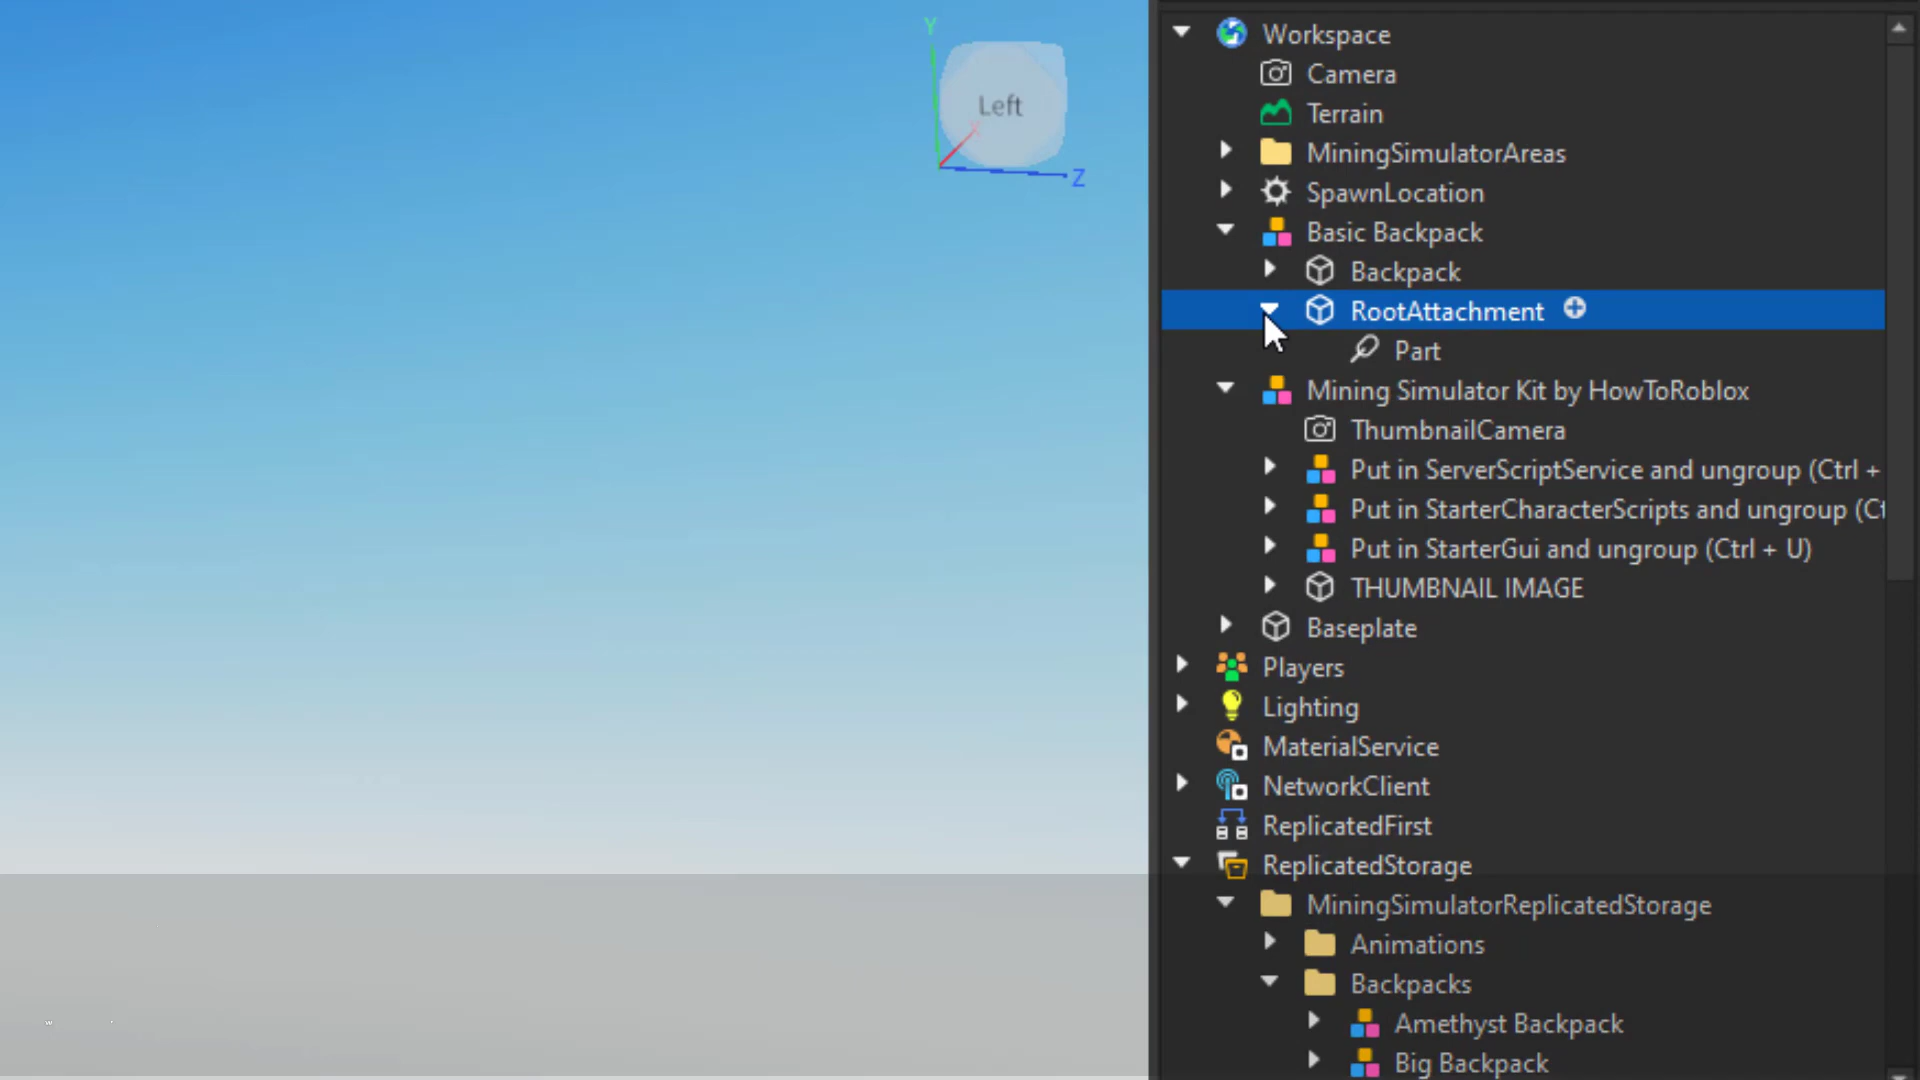 Y
Left
X
Z
Workspace
Camera
Terrain
MiningSimulatorAreas
SpawnLocation
Basic Backpack
Backpack
RootAttachment
Part
Mining Simulator Kit by HowToRoblox
ThumbnailCamera
Put in ServerScriptService and ungroup (Ctrl +
Put in StarterCharacterScripts and ungroup (Ct
Put in StarterGui and ungroup (Ctrl + U)
THUMBNAIL IMAGE
Baseplate
Players
Lighting
MaterialService
NetworkClient
ReplicatedFirst
ReplicatedStorage
MiningSimulatorReplicatedStorage
Animations
Backpacks
Amethyst Backpack
Big Backpack